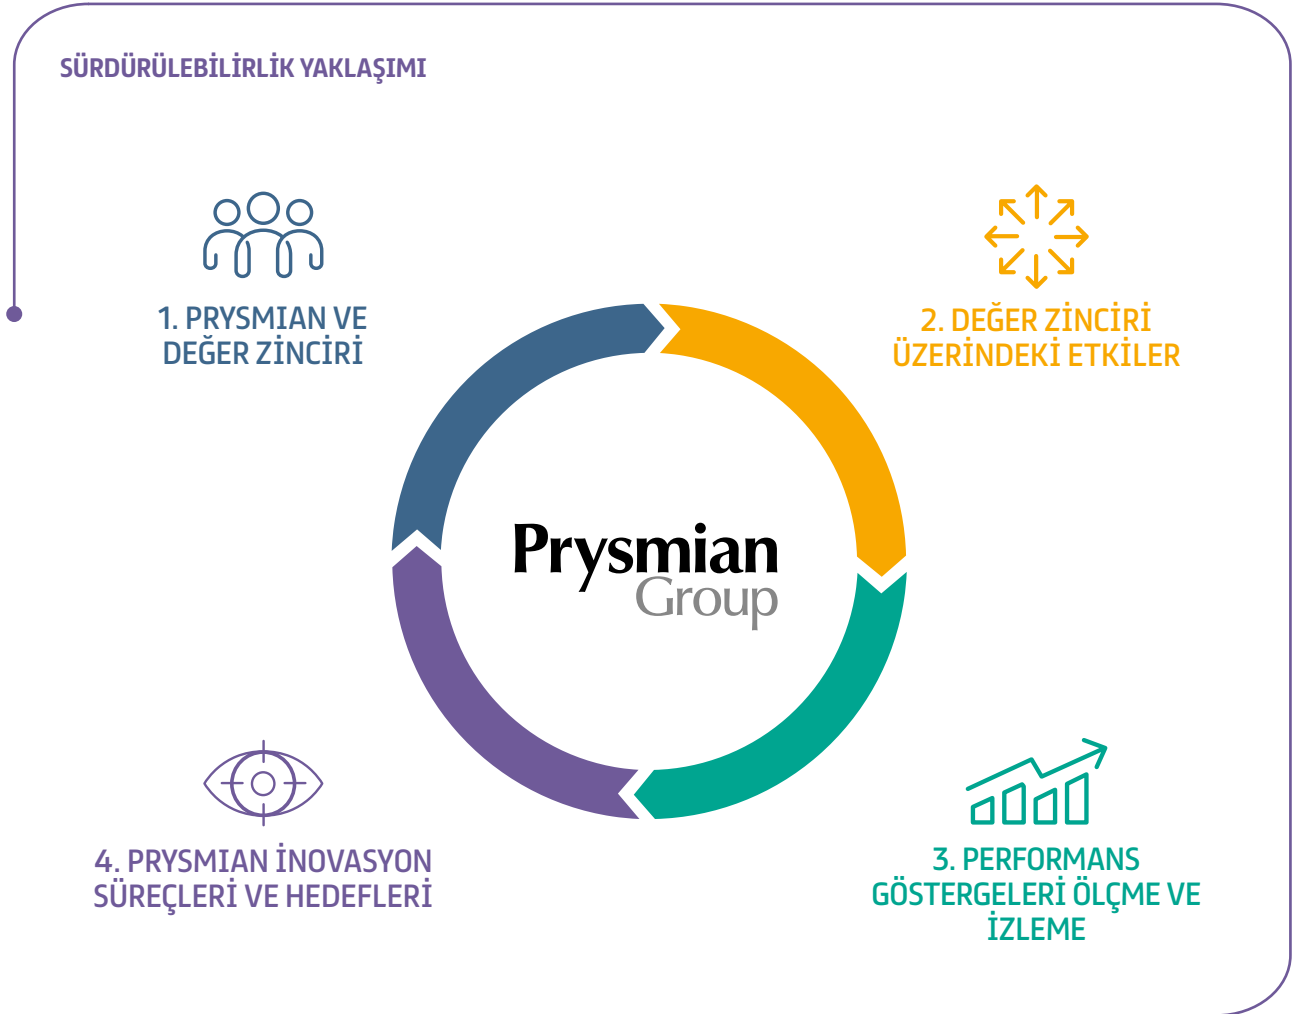 SÜRDÜRÜLEBİLİRLİK YAKLAŞIMI
1. PRYSMIAN VE
DEĞER ZİNCİRİ
2. DEĞER ZİNCİRİ
ÜZERİNDEKİ ETKİLER
Prysmian
Group
4. PRYSMIAN İNOVASYON
SÜREÇLERİ VE HEDEFLERİ
3. PERFORMANS
GÖSTERGELERİ ÖLÇME VE
İZLEME